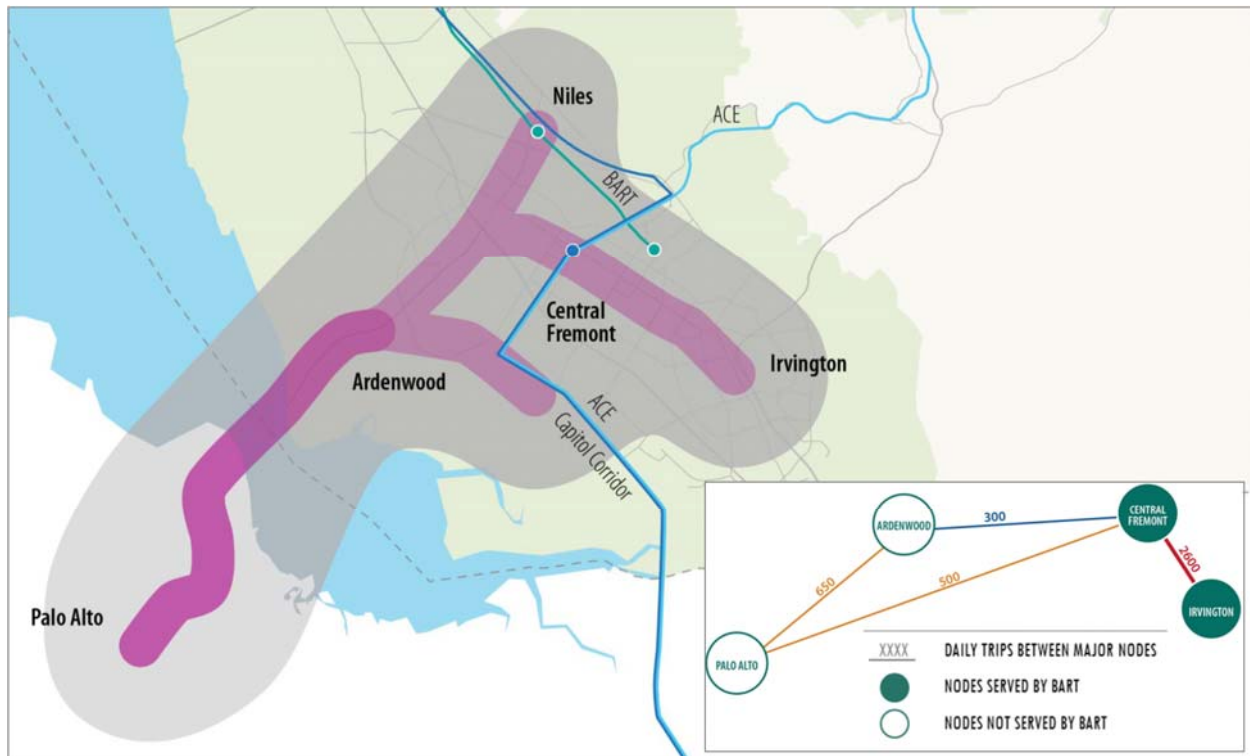 Niles
ACE
BART
Central
Fremont
Ardenwood
Irvington
ACE
Capitol Corridor
Palo Alto
CENTRAL
FREMONT
ARDENWOOD
300
2600
650
500
IRVINGTON
PALO ALTO
XXXX DAILY TRIPS BETWEEN MAJOR NODES
NODES SERVED BY BART
NODES NOT SERVED BY BART